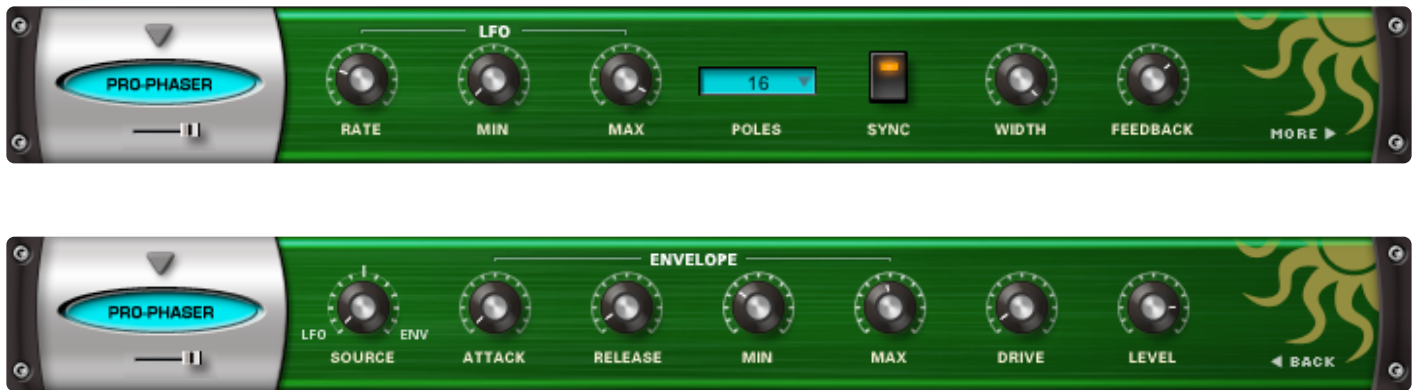 LFO
PRO-PHASER
16
RATE MIN MAX POLES SYNC WIDTH FEEDBACK
MORE
ENVELOPE
PRO-PHASER
LFO ENV
SOURCE ATTACK RELEASE MIN MAX DRIVE LEVEL
BACK